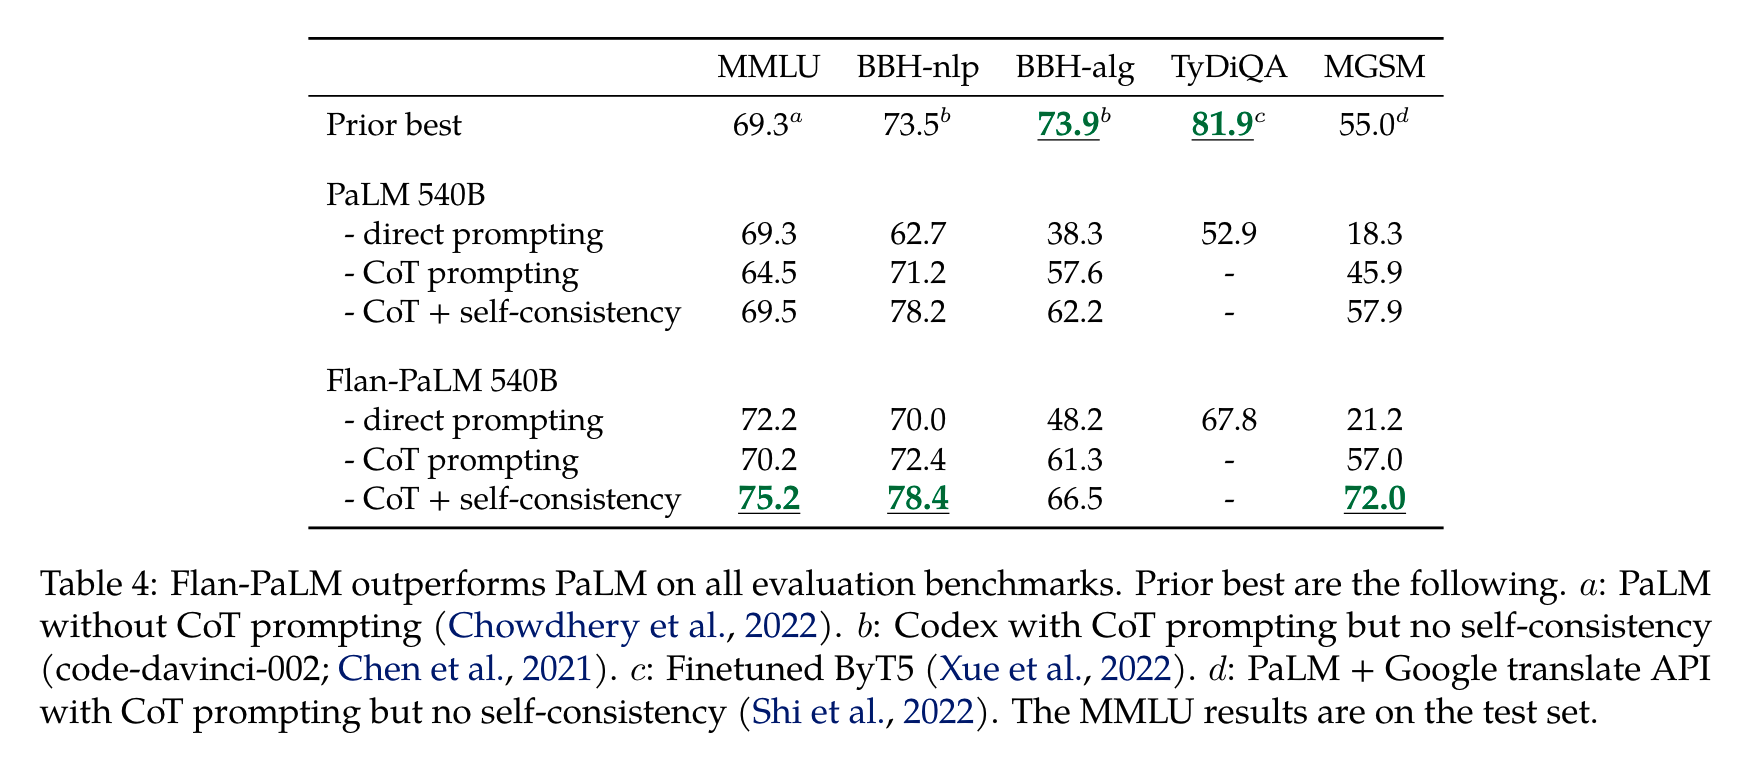 MMLU BBH-nlp BBH-alg TyDiQA MGSM
Prior best 69.3a 73.5b 73.9b 81.9c 55.0d
PaLM 540B
- direct prompting 69.3 62.7 38.3 52.9 18.3
- CoT prompting 64.5 71.2 57.6 - 45.9
- CoT + self-consistency 69.5 78.2 62.2 - 57.9
Flan-PaLM 540B
- direct prompting 72.2 70.0 48.2 67.8 21.2
- CoT prompting 70.2 72.4 61.3 - 57.0
- CoT + self-consistency 75.2 78.4 66.5 - 72.0
Table 4: Flan-PaLM outperforms PaLM on all evaluation benchmarks. Prior best are the following. a: PaLM
without CoT prompting (Chowdhery et al., 2022). b: Codex with CoT prompting but no self-consistency
(code-davinci-002; Chen et al., 2021). c: Finetuned ByT5 (Xue et al., 2022). d: PaLM + Google translate API
with CoT prompting but no self-consistency (Shi et al., 2022). The MMLU results are on the test set.